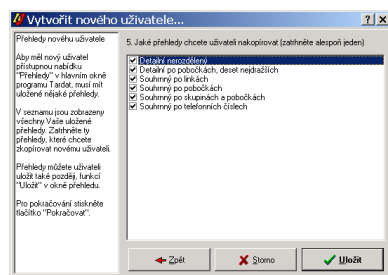 Vytvořit nového uživatele...
Přehledy novéhu uživatele
Aby měl nový uživatel
přístupnou nabídku
"Přehledy" v hlavním okně
programu Tardat, musí mít
uložené nějaké přehledy.
V seznamu jsou zobrazeny
všechny Vaše uložené
přehledy. Zatrhněte ty
přehledy, které chcete
zkopírovat novému uživateli.
Přehledy můžete uživateli
uložit také později, funkcí
"Uložit" v okně přehledu.
Pro pokračování stiskněte
tlačítko "Pokračovat".
5. Jaké přehledy chcete uživateli nakopírovat (zatrhněte alespoň jeden)
Detailní nerozdělený
Detailní po pobočkách, deset nejdražších
Souhrnný po linkách
Souhrnný po pobočkách
Souhrnný po skupinách a pobočkách
Souhrnný po telefonních číslech
Zpět
Storno
Uložit